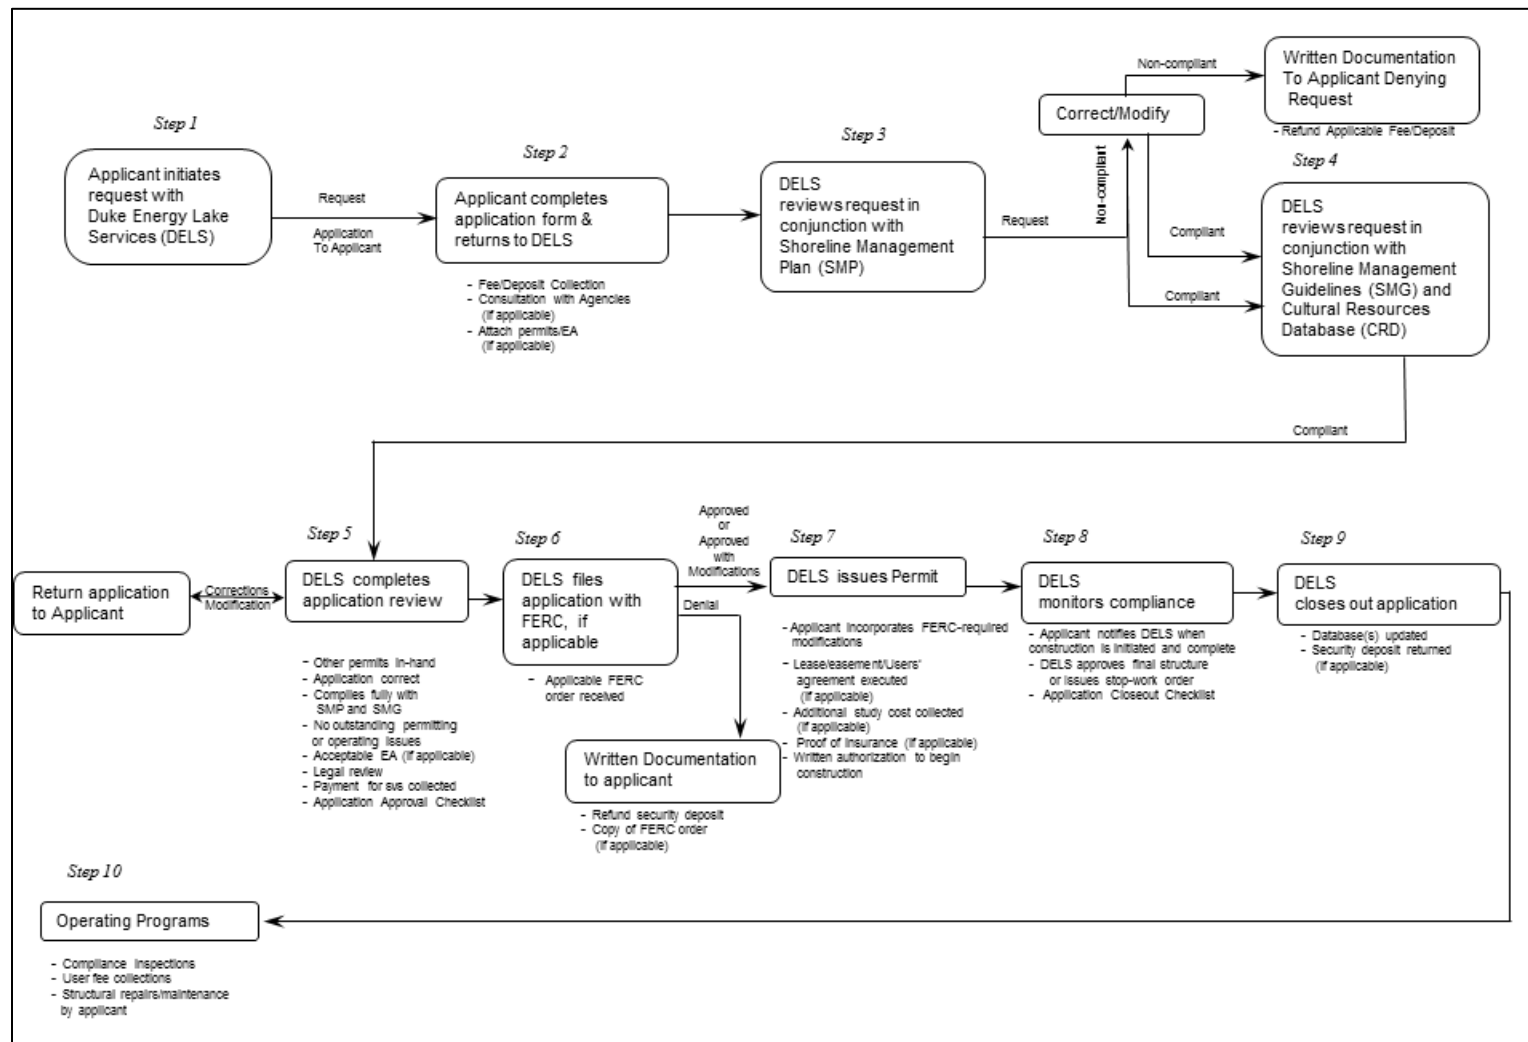 Step 1
Applicant initiates
request with
Duke Energy Lake
Services (DELS)
Request
Application
To Applicant
Step 2
Applicant completes
application form &
returns to DELS
- Fee/Deposit Collection
- Consultation with Agencies
(if applicable)
- Attach permits/EA
(if applicable)
Step 3
DELS
reviews request in
conjunction with
Shoreline Management
Plan (SMP)
Request
Non-compliant
Correct/Modify
Non-compliant
Written Documentation
To Applicant Denying
Request
- Refund Applicable Fee/Deposit
Compliant
Compliant
Step 4
DELS
reviews request in
conjunction with
Shoreline Management
Guidelines (SMG) and
Cultural Resources
Database (CRD)
Compliant
Step 5
DELS completes
application review
Corrections
Modification
Return application
to Applicant
- Other permits in-hand
- Application correct
- Complies fully with
SMP and SMG
- No outstanding permitting
or operating issues
- Acceptable EA (if applicable)
- Legal review
- Payment for svs collected
- Application Approval Checklist
Step 6
DELS files
application with
FERC, if
applicable
- Applicable FERC
order received
Approved
or
Approved
with
Modifications
Denial
Written Documentation
to applicant
- Refund security deposit
- Copy of FERC order
(if applicable)
Step 7
DELS issues Permit
- Applicant incorporates FERC-required
modifications
- Lease/easement/Users'
agreement executed
(if applicable)
- Additional study cost collected
(if applicable)
- Proof of Insurance (if applicable)
- Written authorization to begin
construction
Step 8
DELS
monitors compliance
- Applicant notifies DELS when
construction is initiated and complete
- DELS approves final structure
or issues stop-work order
- Application Closeout Checklist
Step 9
DELS
closes out application
- Database(s) updated
- Security deposit returned
(if applicable)
Step 10
Operating Programs
- Compliance Inspections
- User fee collections
- Structural repairs/maintenance
by applicant